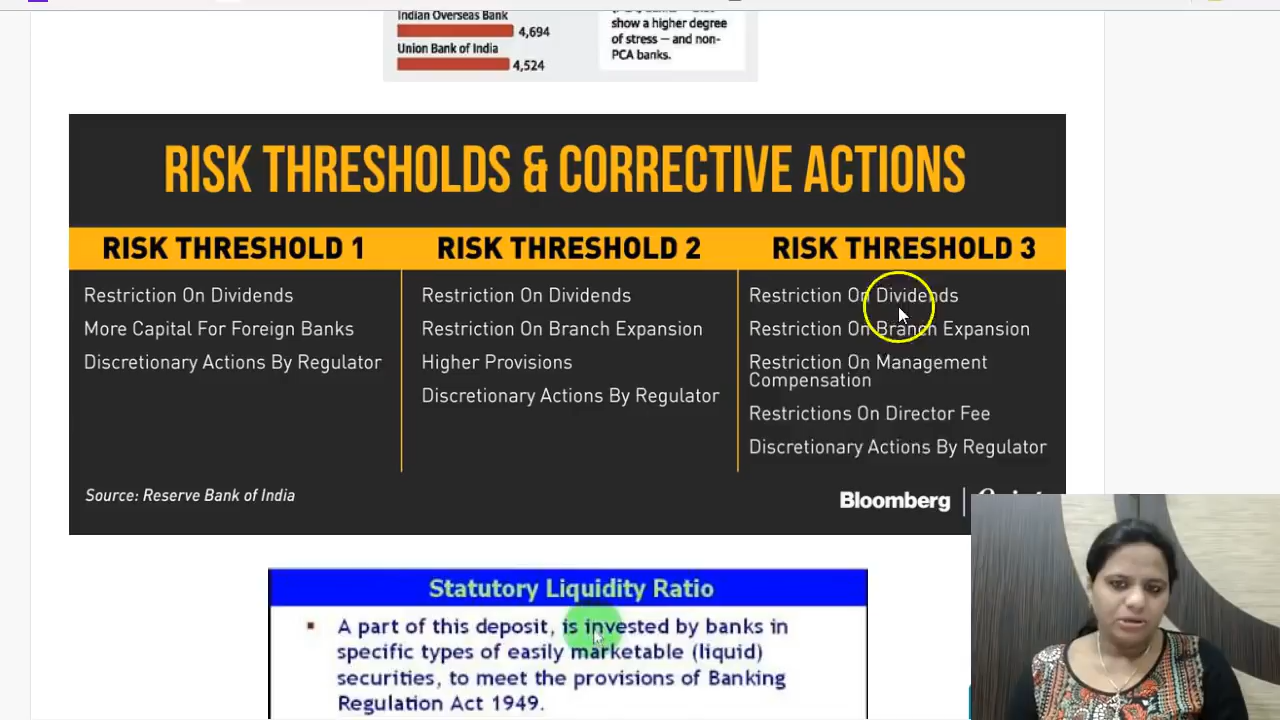 Indian Overseas Bank
4,694
Union Bank of India
4,524
show a higher degree
of stress – and non-
PCA banks.
RISK THRESHOLDS & CORRECTIVE ACTIONS
RISK THRESHOLD 1
Restriction On Dividends
More Capital For Foreign Banks
Discretionary Actions By Regulator
RISK THRESHOLD 2
Restriction On Dividends
Restriction On Branch Expansion
Higher Provisions
Discretionary Actions By Regulator
RISK THRESHOLD 3
Restriction On Dividends
Restriction On Branch Expansion
Restriction On Management
Compensation
Restrictions On Director Fee
Discretionary Actions By Regulator
Source: Reserve Bank of India
Bloomberg
Statutory Liquidity Ratio
A part of this deposit, is invested by banks in
specific types of easily marketable (liquid)
securities, to meet the provisions of Banking
Regulation Act 1949.